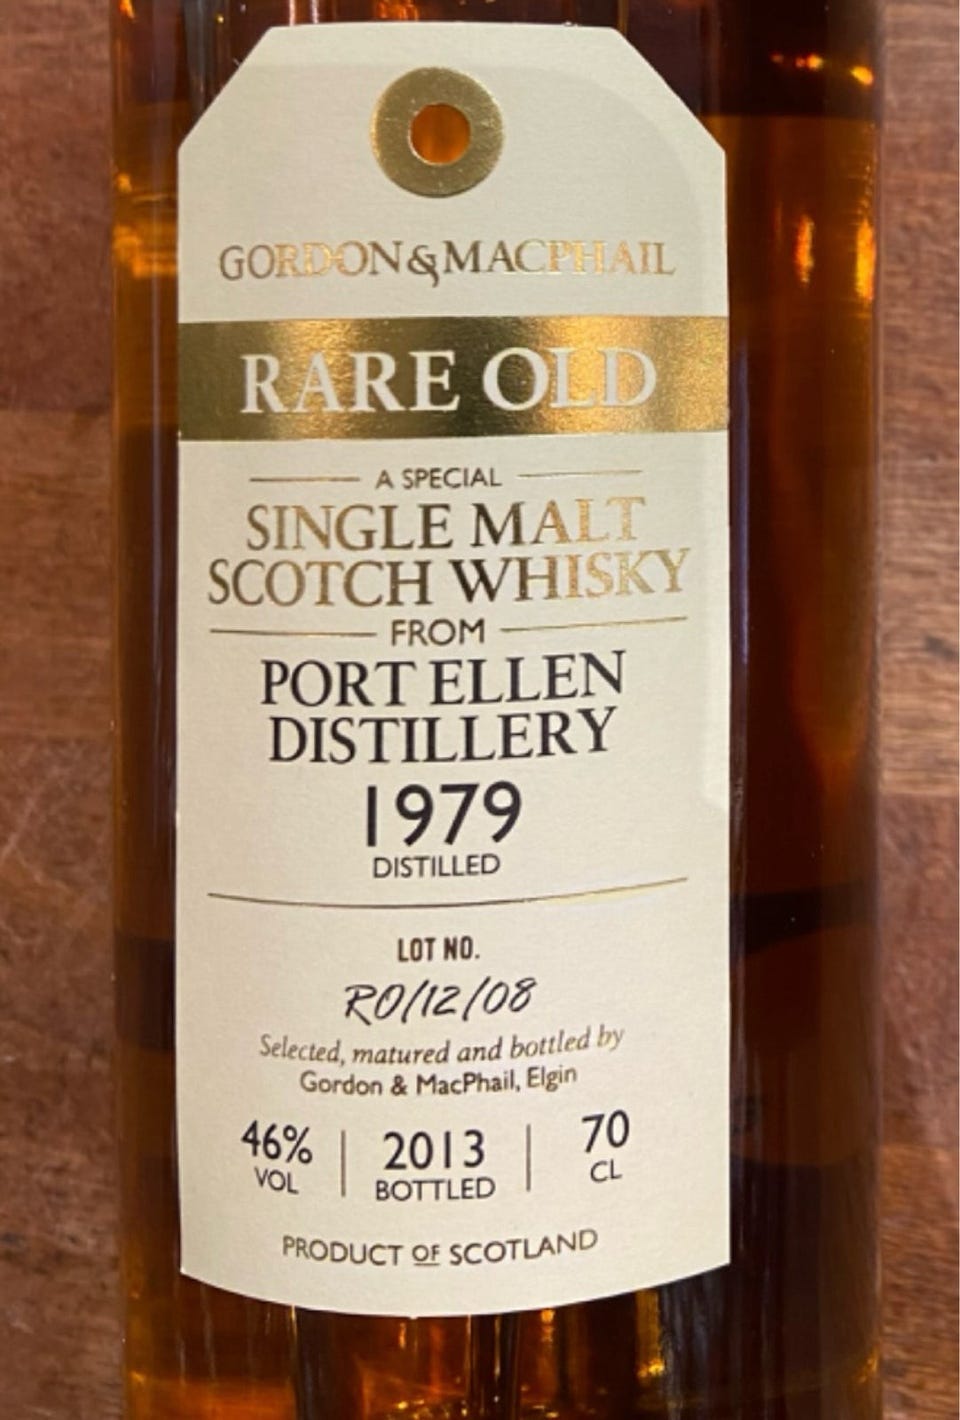 GORDON&MACPHAIL
RARE OLD
A SPECIAL
SINGLE MALT
SCOTCH WHISKY
FROM
PORT ELLEN
DISTILLERY
1979
DISTILLED
LOT NO.
RO/12/08
Selected, matured and bottled by
Gordon & MacPhail, Elgin
46% 2013 70
VOL BOTTLED CL
PRODUCT OF SCOTLAND